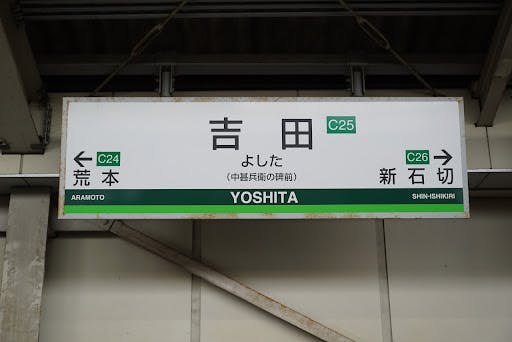 吉田 C25
よした
(中甚兵衛の碑前)
← C24
荒本
C26 →
新石切
ARAMOTO
YOSHITA
SHIN-ISHIKIRI